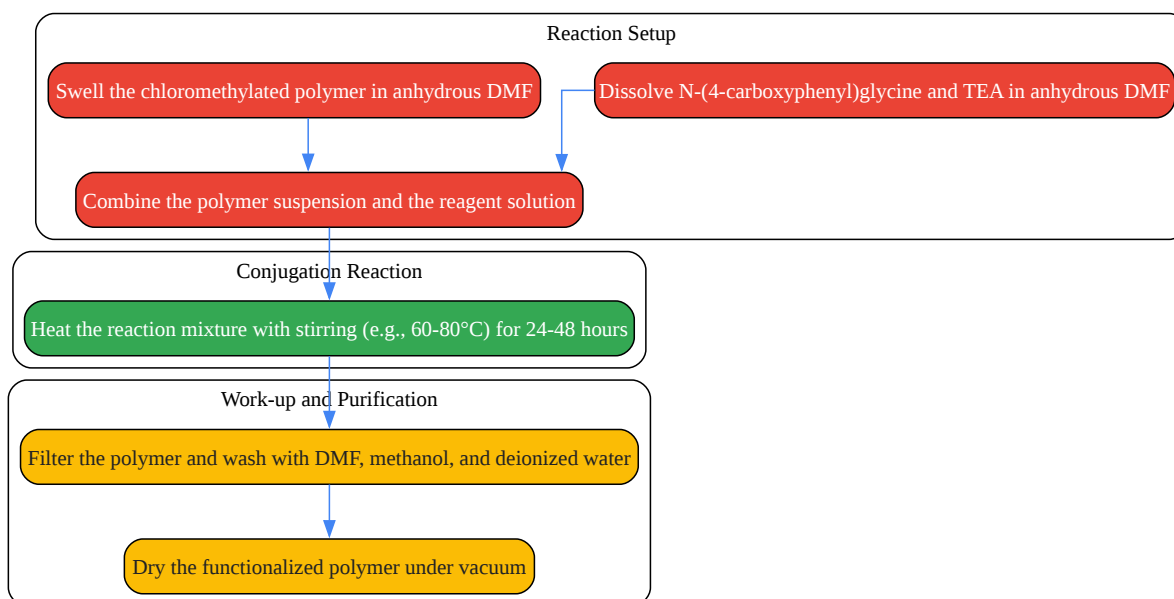 Reaction Setup
Swell the chloromethylated polymer in anhydrous DMF
Dissolve N-(4-carboxyphenyl)glycine and TEA in anhydrous DMF
Combine the polymer suspension and the reagent solution
Conjugation Reaction
Heat the reaction mixture with stirring (e.g., 60-80°C) for 24-48 hours
Work-up and Purification
Filter the polymer and wash with DMF, methanol, and deionized water
Dry the functionalized polymer under vacuum